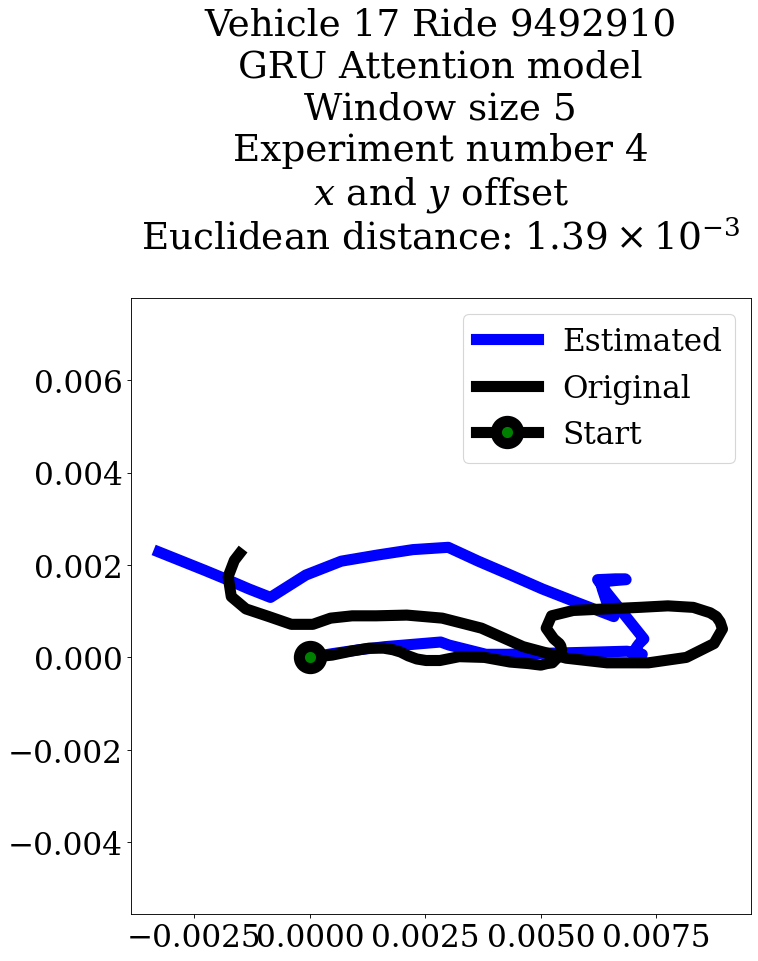 Vehicle 17 Ride 9492910
GRU Attention model
Window size 5
Experiment number 4
x and y offset
Euclidean distance: 1.39 × 10⁻³
Estimated
Original
Start
0.006
0.004
0.002
0.000
−0.002
−0.004
−0.0025 0.0000 0.0025 0.0050 0.0075